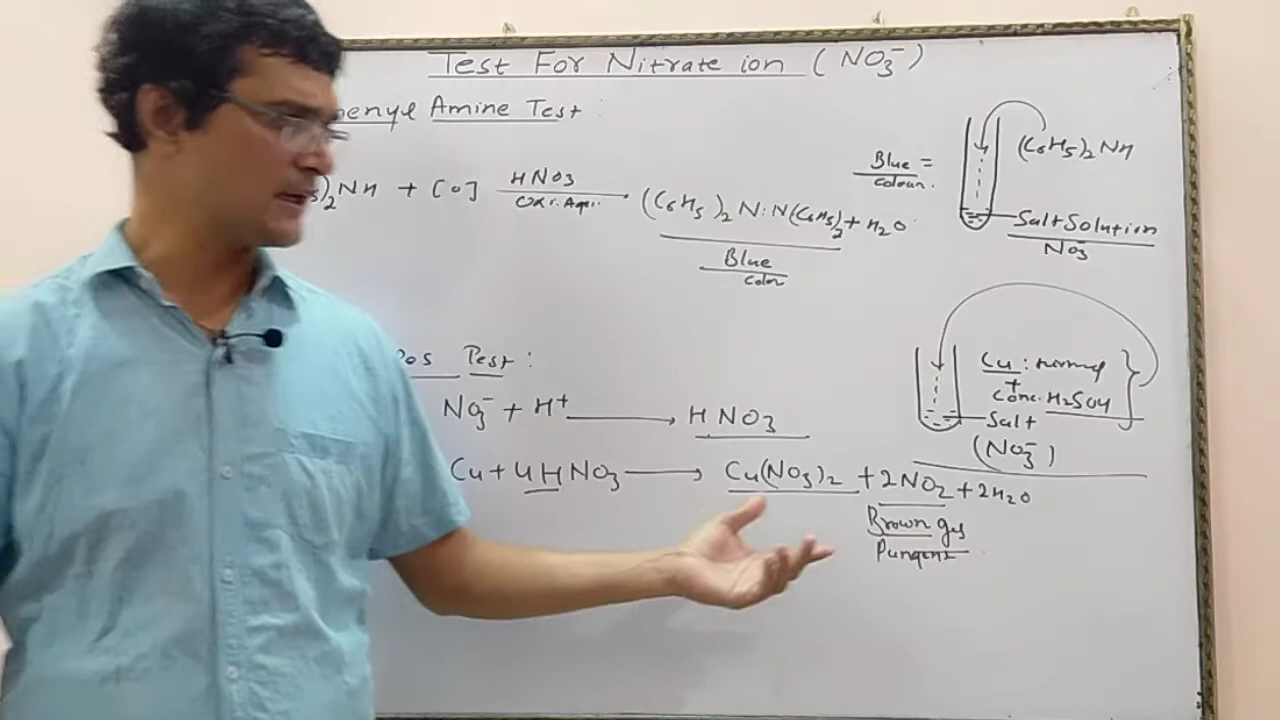 Test For Nitrate ion (NO₃⁻)
Amine Test :
)₂NH + [O] HNO₃ → (C₆H₅)₂N:N(C₆H₅)₂ + H₂O
Oxi. Agn.
Blue
Color
Blue =
Colour.
(C₆H₅)₂NH
Salt Solution
NO₃⁻
Test :
NO₃⁻ + H⁺ → HNO₃
Cu + 4HNO₃ → Cu(NO₃)₂ + 2NO₂ + 2H₂O
Brown gas
Pungent
Cu :
+
Conc. H₂SO₄
Salt
(NO₃⁻)